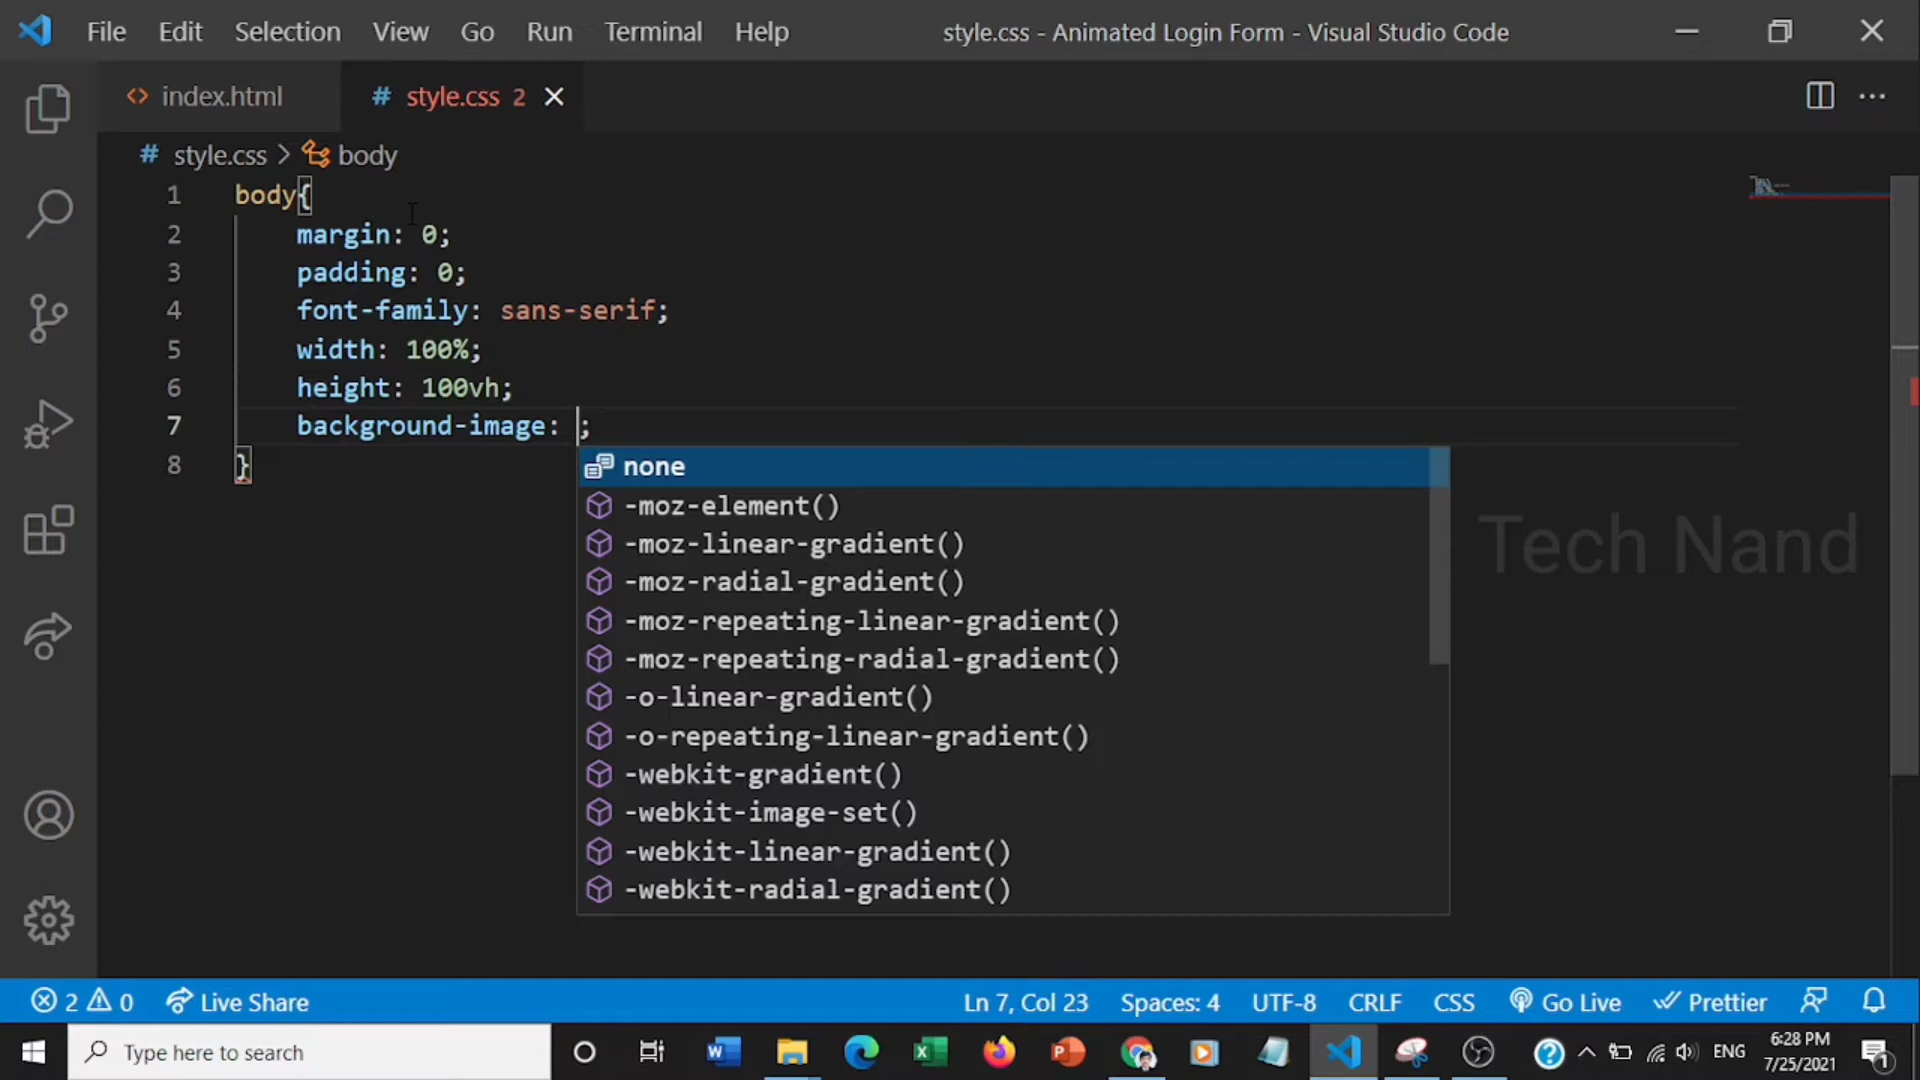 File Edit Selection View Go Run Terminal Help style.css - Animated Login Form - Visual Studio Code
<> index.html # style.css 2
# style.css > body
1 body{
2 margin: 0;
3 padding: 0;
4 font-family: sans-serif;
5 width: 100%;
6 height: 100vh;
7 background-image: ;
8 }
none
-moz-element()
-moz-linear-gradient()
-moz-radial-gradient()
-moz-repeating-linear-gradient()
-moz-repeating-radial-gradient()
-o-linear-gradient()
-o-repeating-linear-gradient()
-webkit-gradient()
-webkit-image-set()
-webkit-linear-gradient()
-webkit-radial-gradient()
Tech Nand
2 0 Live Share Ln 7, Col 23 Spaces: 4 UTF-8 CRLF CSS Go Live Prettier
Type here to search ENG 6:28 PM
7/25/2021 1